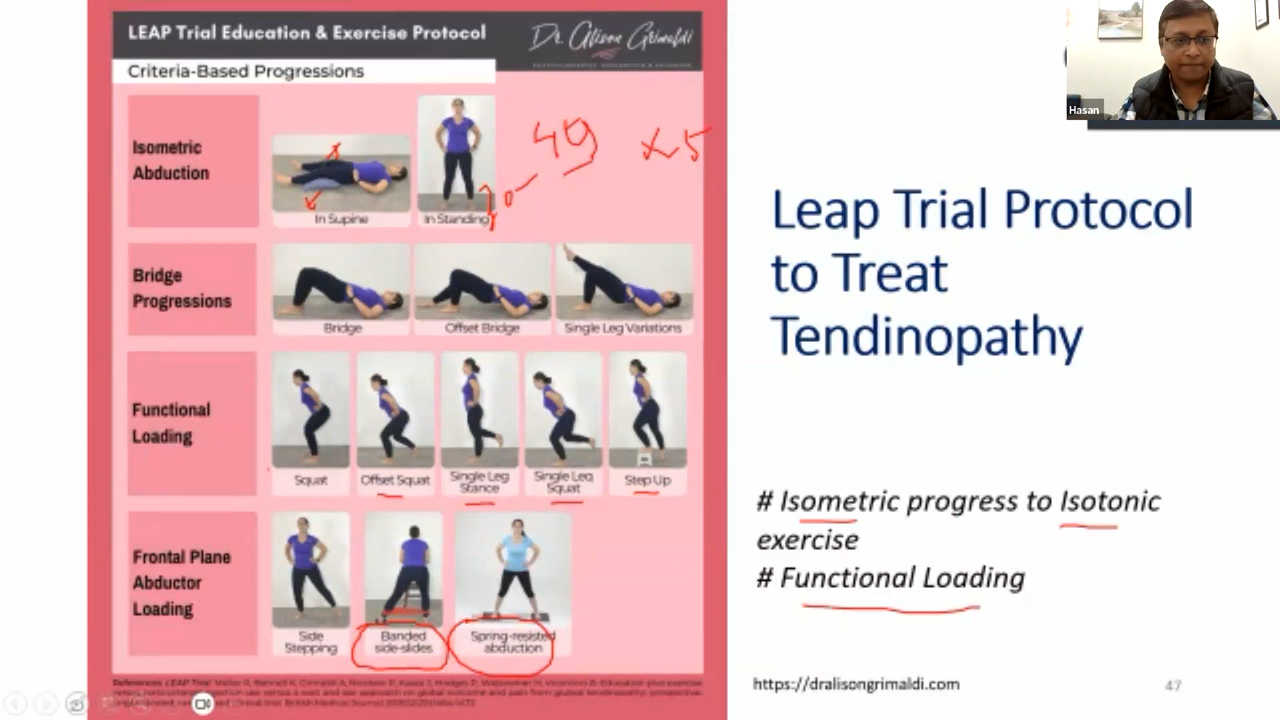 LEAP Trial Education & Exercise Protocol
Dr. Alison Grimaldi
Criteria-Based Progressions
Isometric
Abduction
In Supine
In Standing
40 x5
Bridge
Progressions
Bridge
Offset Bridge
Single Leg Variations
Functional
Loading
Squat
Offset Squat
Single Leg
Stance
Single Leg
Squat
Step Up
Frontal Plane
Abductor
Loading
Side
Stepping
Banded
side-slides
Spring-resisted
abduction
Hasan
Leap Trial Protocol
to Treat
Tendinopathy
# Isometric progress to Isotonic
exercise
# Functional Loading
https://dralisongrimaldi.com
47